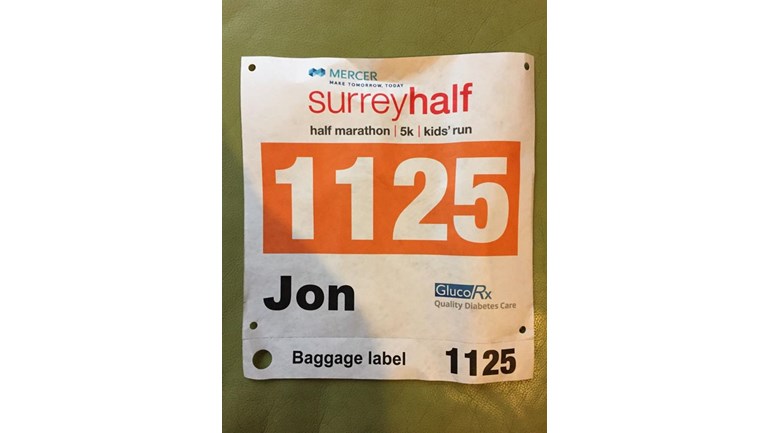 MERCER
MAKE TOMORROW, TODAY
surreyhalf
half marathon | 5k | kids' run
1125
Jon
GlucoRx
Quality Diabetes Care
Baggage label 1125